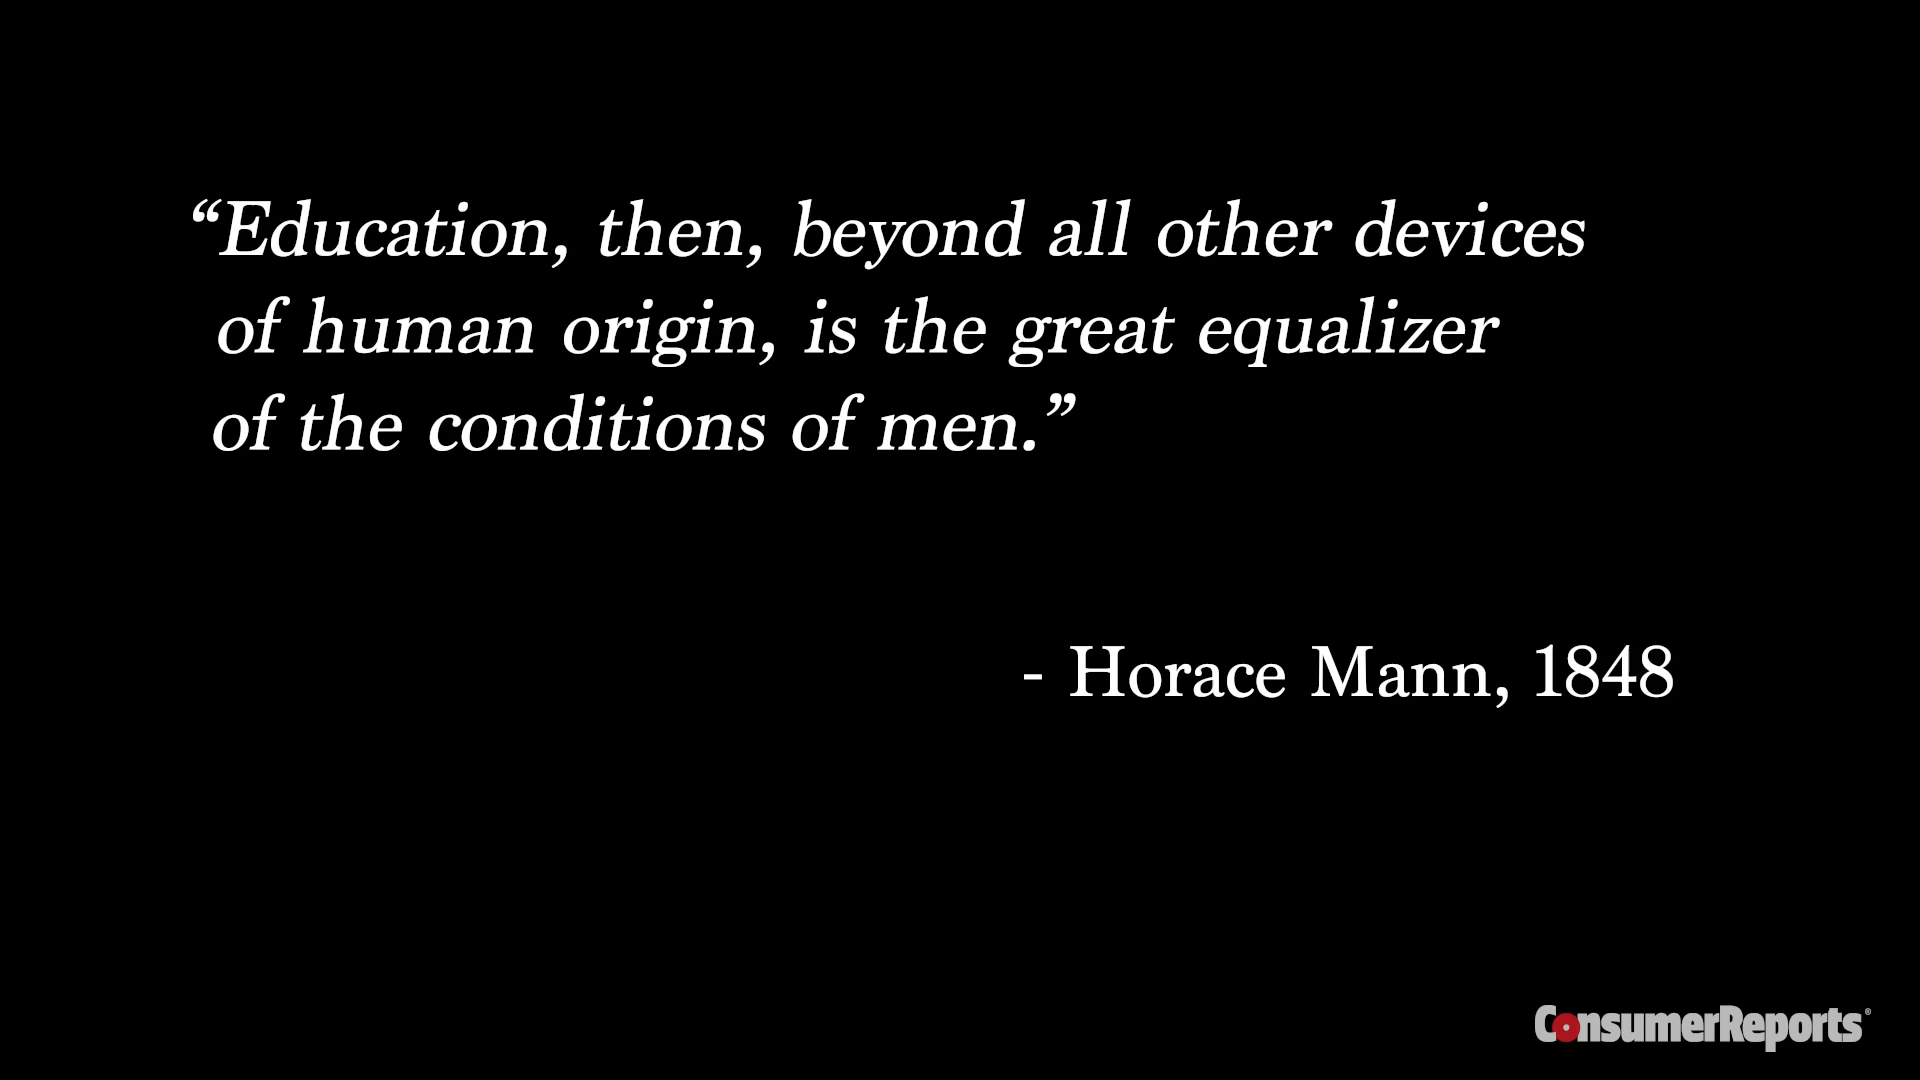 “Education, then, beyond all other devices
of human origin, is the great equalizer
of the conditions of men.”
- Horace Mann, 1848
ConsumerReports®